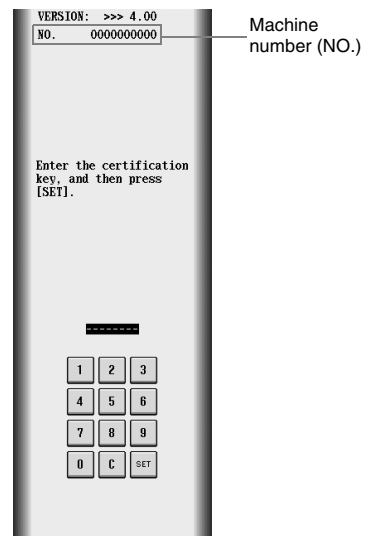 VERSION: >>> 4.00
NO. 0000000000
Machine
number (NO.)
Enter the certification
key, and then press
[SET].
--------
1 2 3
4 5 6
7 8 9
0 C SET